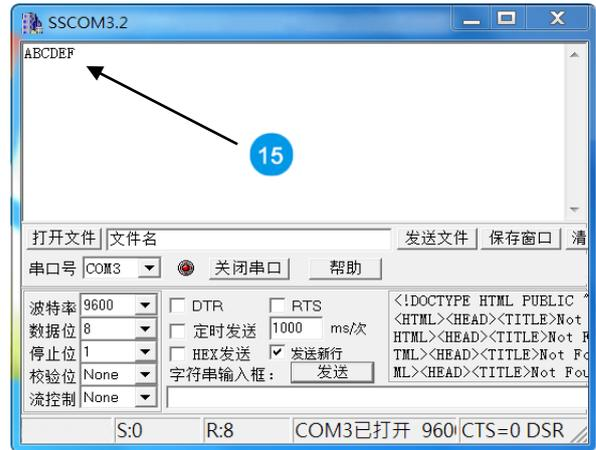 SSCOM3.2
ABCDEF
15
打开文件 文件名 发送文件 保存窗口 清
串口号 COM3 关闭串口 帮助
波特率 9600 DTR RTS
数据位 8 定时发送 1000 ms/次
停止位 1 HEX发送 发送新行
校验位 None 字符串输入框: 发送
流控制 None
<!DOCTYPE HTML PUBLIC "
<HTML><HEAD><TITLE>Not
HTML><HEAD><TITLE>Not F
TML><HEAD><TITLE>Not Fo
ML><HEAD><TITLE>Not Fou
S:0 R:8 COM3已打开 960 CTS=0 DSR